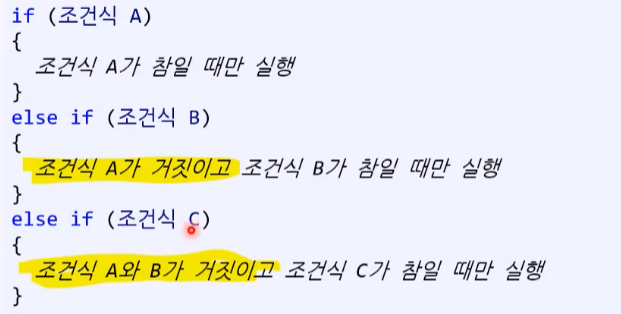 if (조건식 A)
{
조건식 A가 참일 때만 실행
}
else if (조건식 B)
{
조건식 A가 거짓이고 조건식 B가 참일 때만 실행
}
else if (조건식 C)
{
조건식 A와 B가 거짓이고 조건식 C가 참일 때만 실행
}